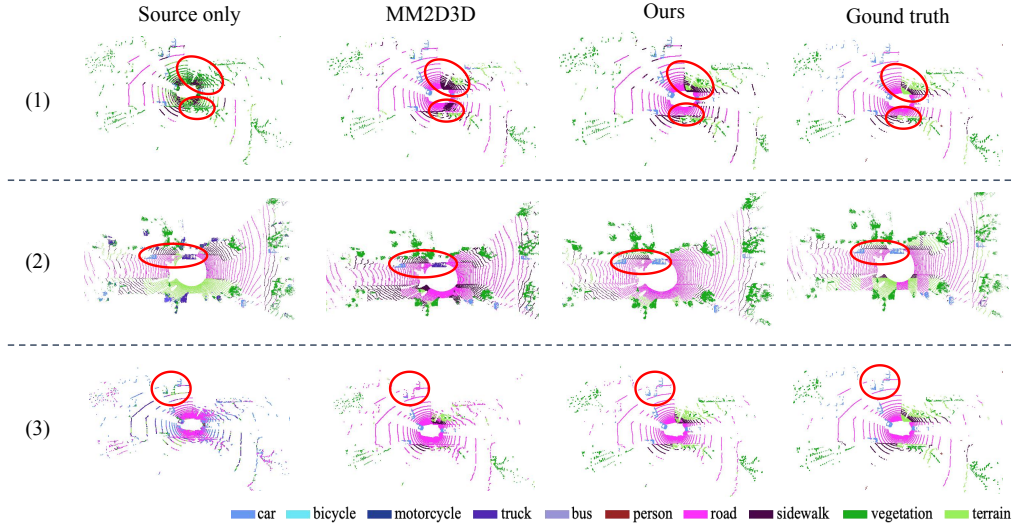 Source only MM2D3D Ours Gound truth
(1)
(2)
(3)
car bicycle motorcycle truck bus person road sidewalk vegetation terrain